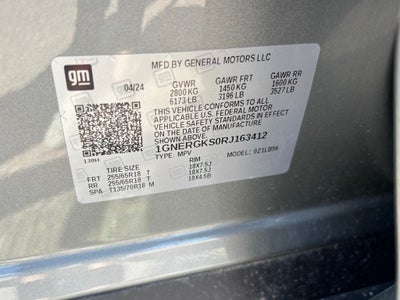 gm
MFD BY GENERAL MOTORS LLC
04/24 GVWR GAWR FRT GAWR RR
2800 KG 1450 KG 1600 KG
6173 LB 3196 LB 3527 LB
THIS VEHICLE CONFORMS TO ALL
APPLICABLE U.S. FEDERAL MOTOR
VEHICLE SAFETY STANDARDS IN
EFFECT ON THE DATE OF MANUFACTURE
SHOWN ABOVE.
1GNERGKS0RJ163412
TYPE: MPV MODEL: 021LB56
TIRE SIZE RIM
FRT 255/65R18 T 18X7.5J
RR 255/65R18 T 18X7.5J
SPA T135/70R18 M 18X4.5B